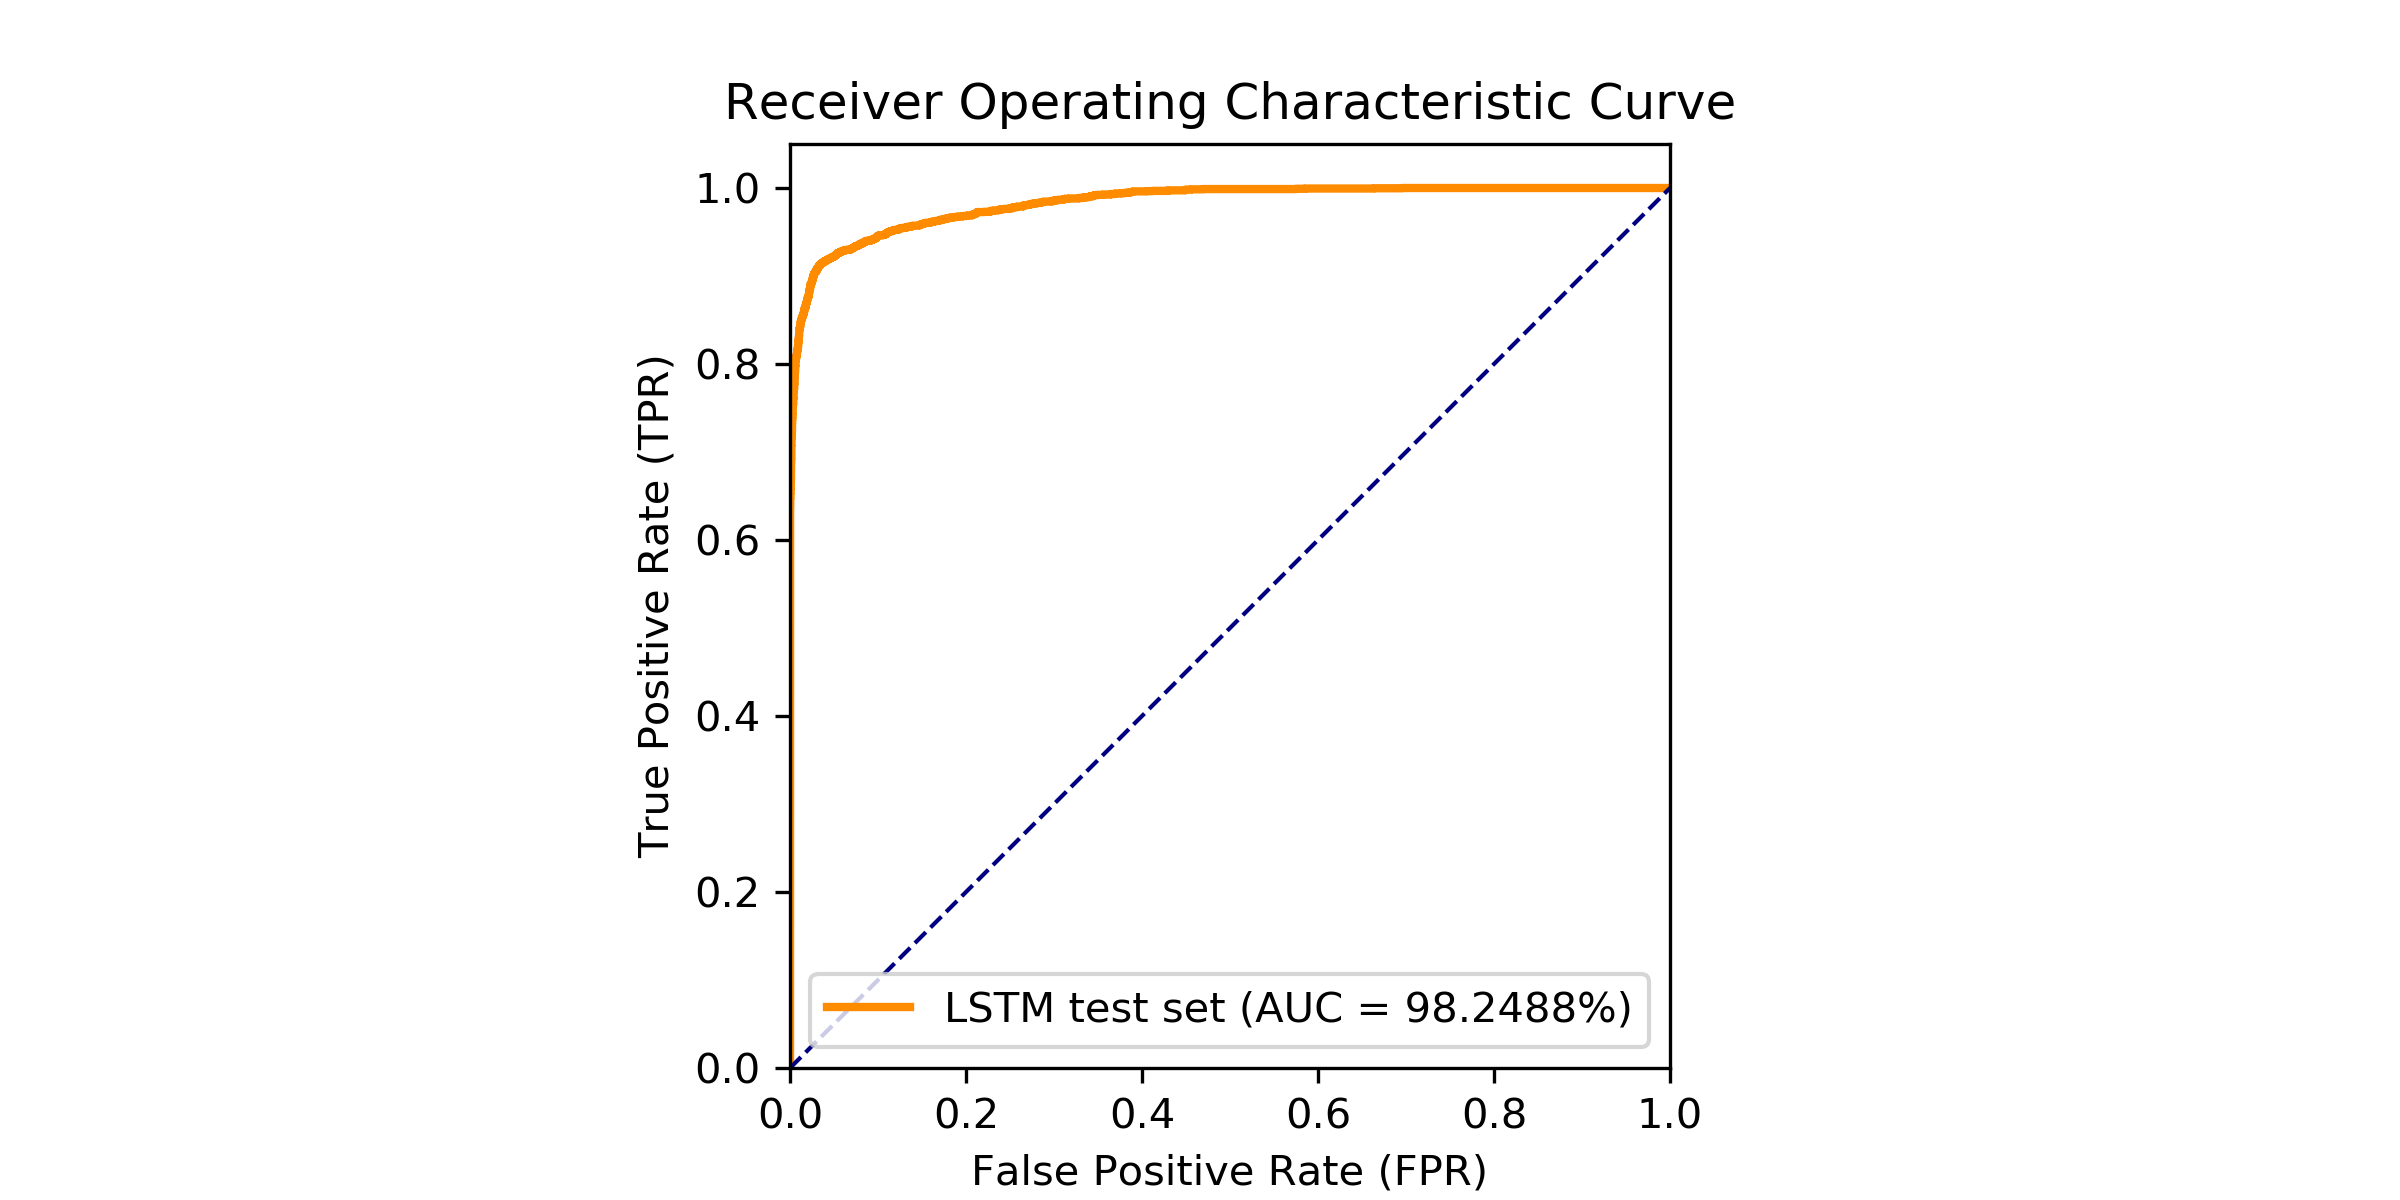 Receiver Operating Characteristic Curve
True Positive Rate (TPR)
1.0
0.8
0.6
0.4
0.2
0.0
LSTM test set (AUC = 98.2488%)
0.0 0.2 0.4 0.6 0.8 1.0
False Positive Rate (FPR)